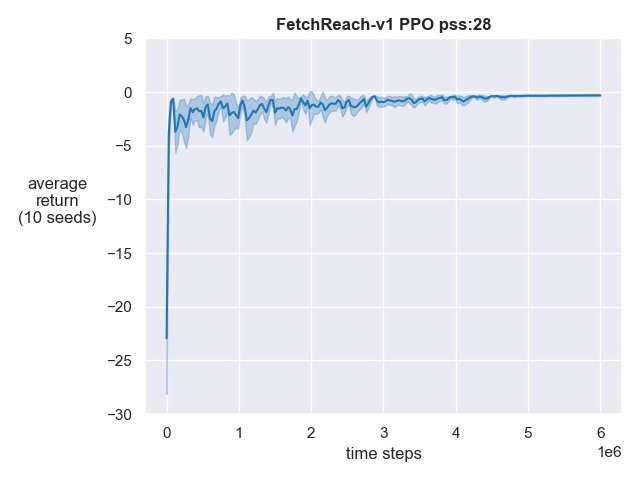 FetchReach-v1 PPO pss:28
5
0
−5
−10
−15
−20
−25
−30
average
return
(10 seeds)
0 1 2 3 4 5 6
1e6
time steps